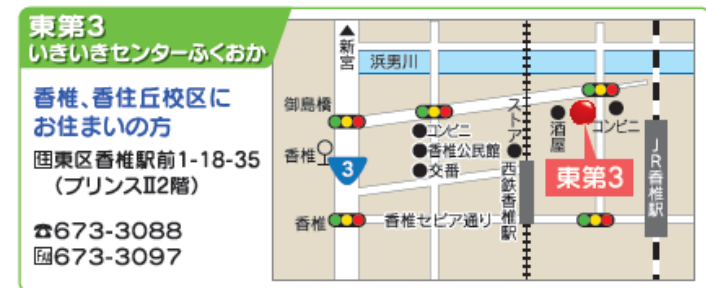 東第3
いきいきセンターふくおか
香椎、香住丘校区に
お住まいの方
住東区香椎駅前1-18-35
(プリンスⅡ2階)
☎673-3088
FAX673-3097
▲新宮
浜男川
御島橋
香椎
3
コンビニ
香椎公民館
交番
ストア
酒屋
コンビニ
東第3
西鉄香椎駅
JR香椎駅
香椎
香椎セピア通り